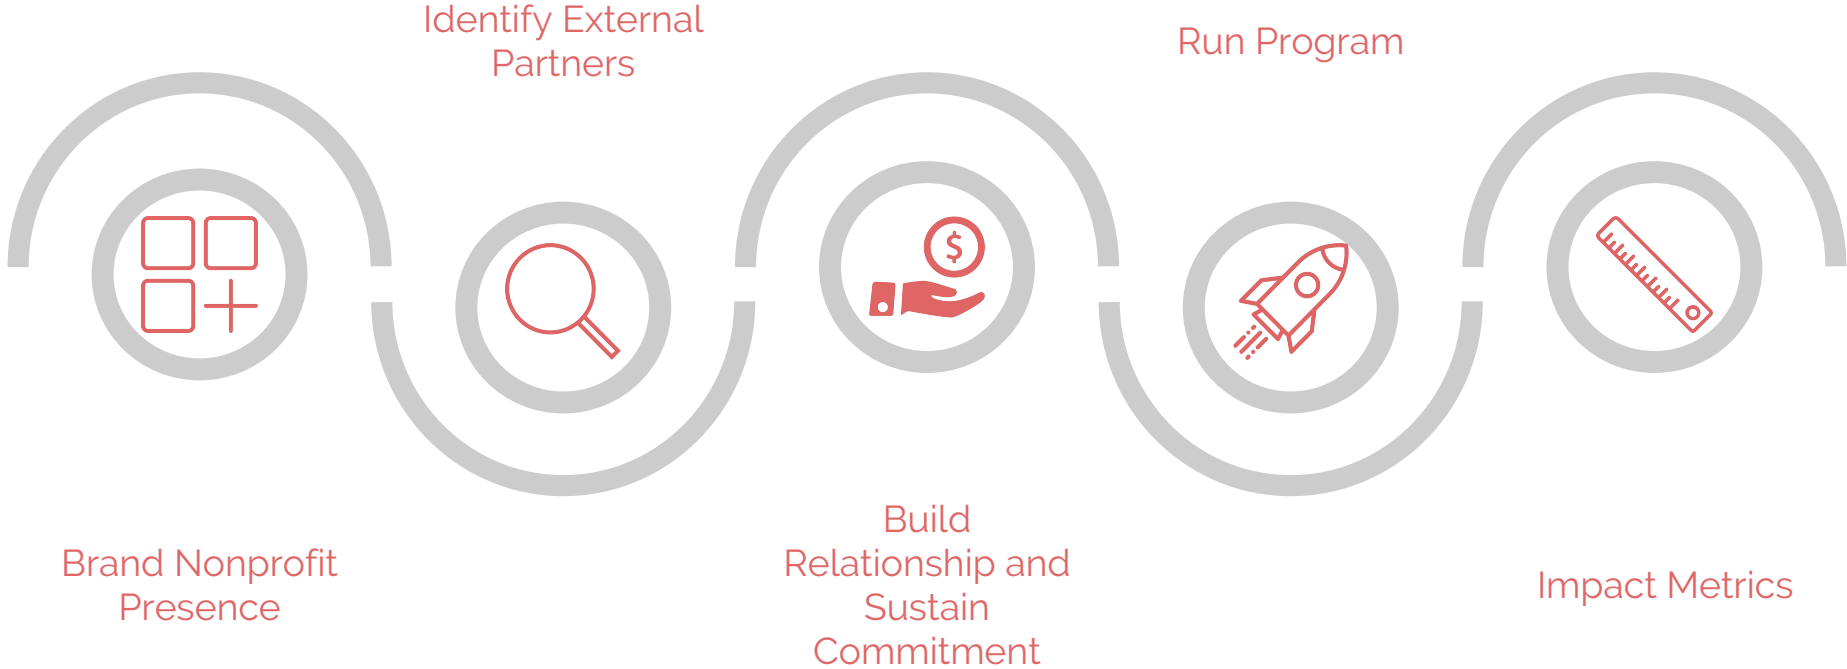 Identify External
Partners
Run Program
$
Brand Nonprofit
Presence
Build
Relationship and
Sustain
Commitment
Impact Metrics